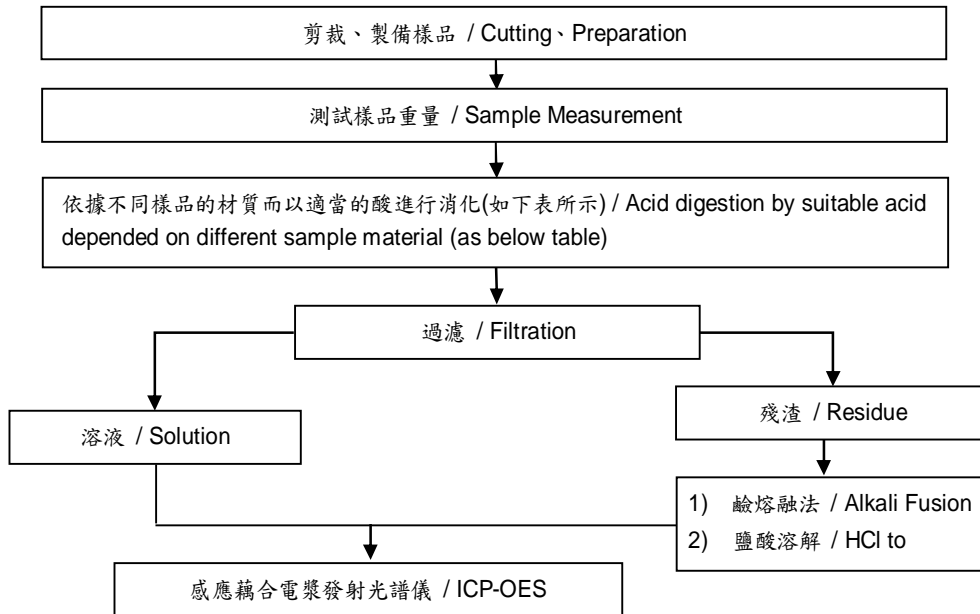 剪裁、製備樣品 / Cutting、Preparation
測試樣品重量 / Sample Measurement
依據不同樣品的材質而以適當的酸進行消化(如下表所示) / Acid digestion by suitable acid
depended on different sample material (as below table)
過濾 / Filtration
溶液 / Solution
殘渣 / Residue
1) 鹼熔融法 / Alkali Fusion
2) 鹽酸溶解 / HCl to
感應藕合電漿發射光譜儀 / ICP-OES